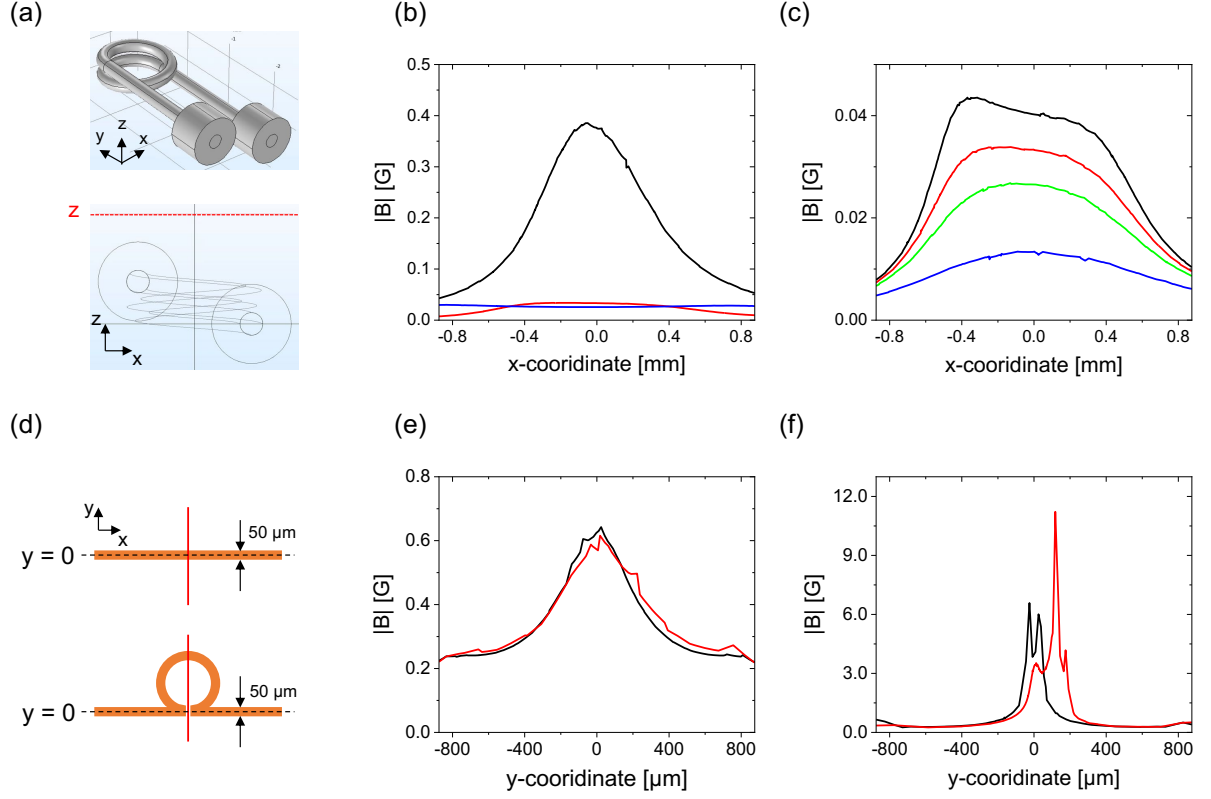 (a)
-1
-2
z
y
x
z
z
x
(b)
0.5
0.4
0.3
0.2
0.1
0.0
|B| [G]
-0.8
-0.4
0.0
0.4
0.8
x-cooridinate [mm]
(c)
0.04
0.02
0.00
|B| [G]
-0.8
-0.4
0.0
0.4
0.8
x-cooridinate [mm]
(d)
y
x
50 µm
y = 0
50 µm
y = 0
(e)
0.8
0.6
0.4
0.2
0.0
|B| [G]
-800
-400
0
400
800
y-cooridinate [µm]
(f)
12.0
9.0
6.0
3.0
0.0
|B| [G]
-800
-400
0
400
800
y-cooridinate [µm]